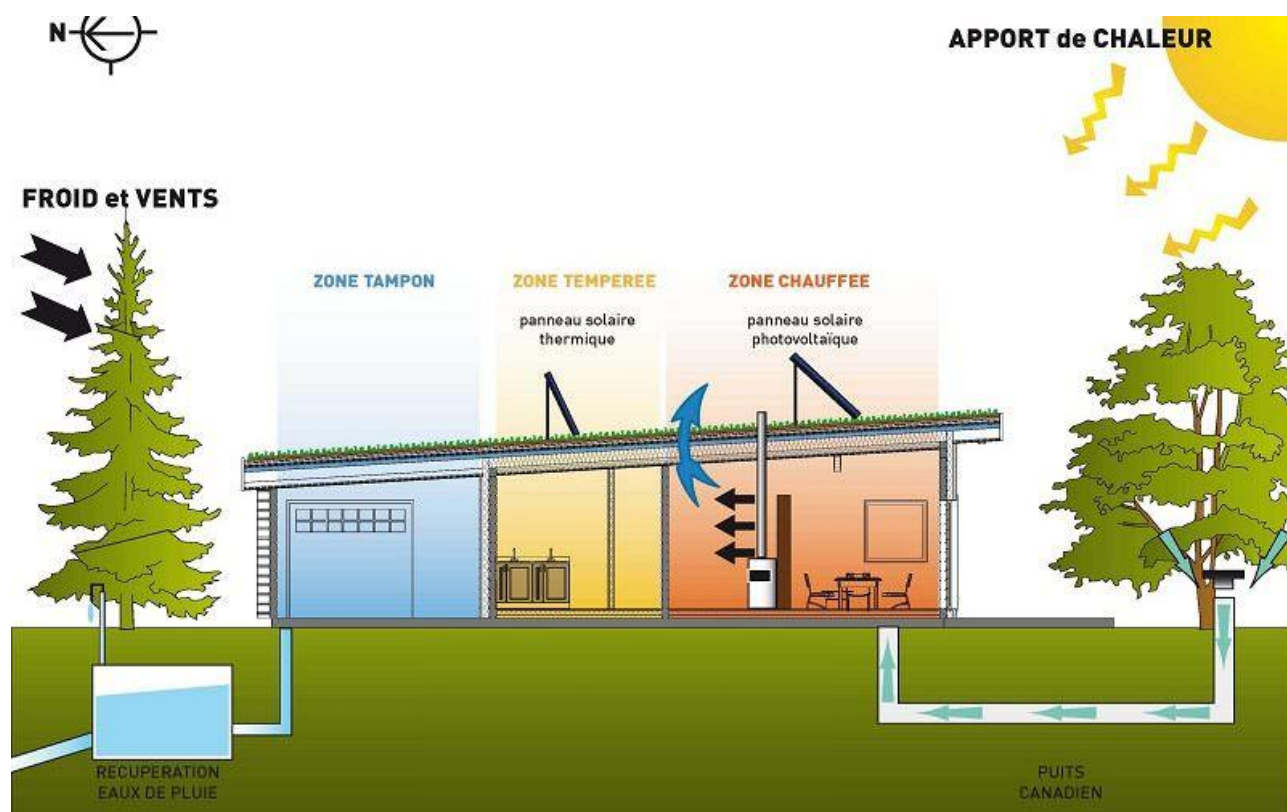 N
APPORT de CHALEUR
FROID et VENTS
ZONE TAMPON
ZONE TEMPEREE
ZONE CHAUFFEE
panneau solaire
thermique
panneau solaire
photovoltaïque
RECUPERATION
EAUX DE PLUIE
PUITS
CANADIEN